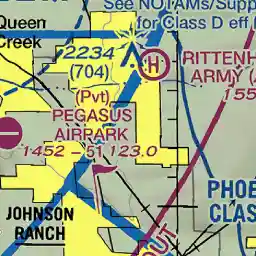 See NOTAMs/Supp
for Class D eff
Queen
Creek
2234
(704)
H
RITTENH
ARMY (A
155
(Pvt)
PEGASUS
AIRPARK
1452 - 51 123.0
PHOE
CLAS
JOHNSON
RANCH
OUT